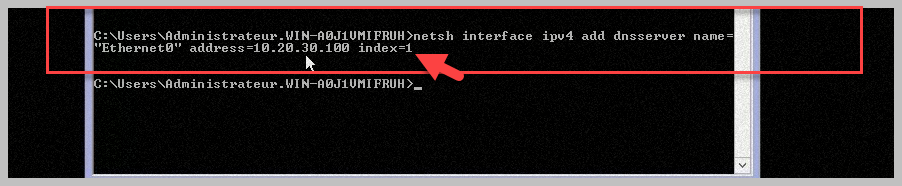 C:\Users\Administrateur.WIN-A0J1VMIFRUH>netsh interface ipv4 add dnsserver name=
"Ethernet0" address=10.20.30.100 index=1
C:\Users\Administrateur.WIN-A0J1VMIFRUH>_